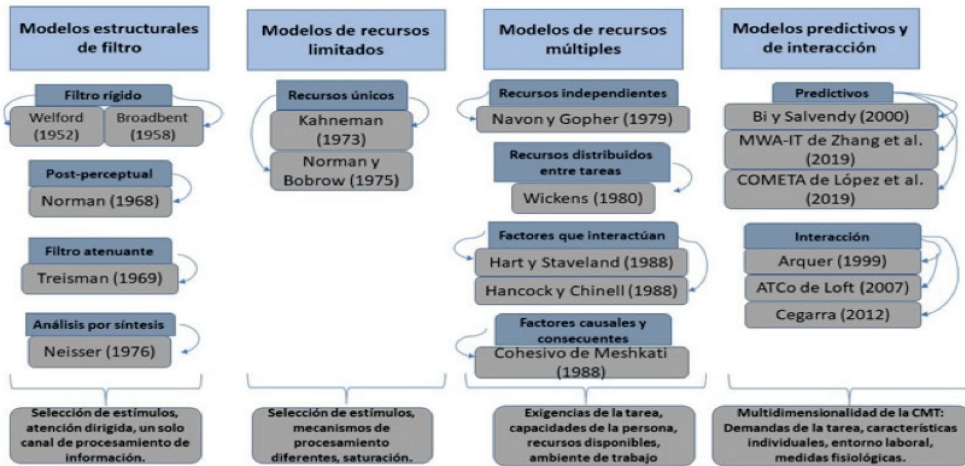 Modelos estructurales
de filtro
Filtro rígido
Welford
(1952)
Broadbent
(1958)
Post-perceptual
Norman (1968)
Filtro atenuante
Treisman (1969)
Análisis por síntesis
Neisser (1976)
Selección de estímulos,
atención dirigida, un solo
canal de procesamiento de
información.
Modelos de recursos
limitados
Recursos únicos
Kahneman
(1973)
Norman y
Bobrow
(1975)
Selección de estímulos,
mecanismos de
procesamiento
diferentes, saturación.
Modelos de recursos
múltiples
Recursos independientes
Navon y Gopher (1979)
Recursos distribuidos
entre tareas
Wickens (1980)
Factores que interactúan
Hart y Staveland (1988)
Hancock y Chinell (1988)
Factores causales y
consecuentes
Cohesivo de Meshkati
(1988)
Exigencias de la tarea,
capacidades de la persona,
recursos disponibles,
ambiente de trabajo
Modelos predictivos y
de interacción
Predictivos
Bi y Salvendy (2000)
MWA-IT de Zhang et al.
(2019)
COMETA de López et al.
(2019)
Interacción
Arquer (1999)
ATCo de Loft (2007)
Cegarra (2012)
Multidimensionalidad de la CMT:
Demandas de la tarea, características
individuales, entorno laboral,
medidas fisiológicas.